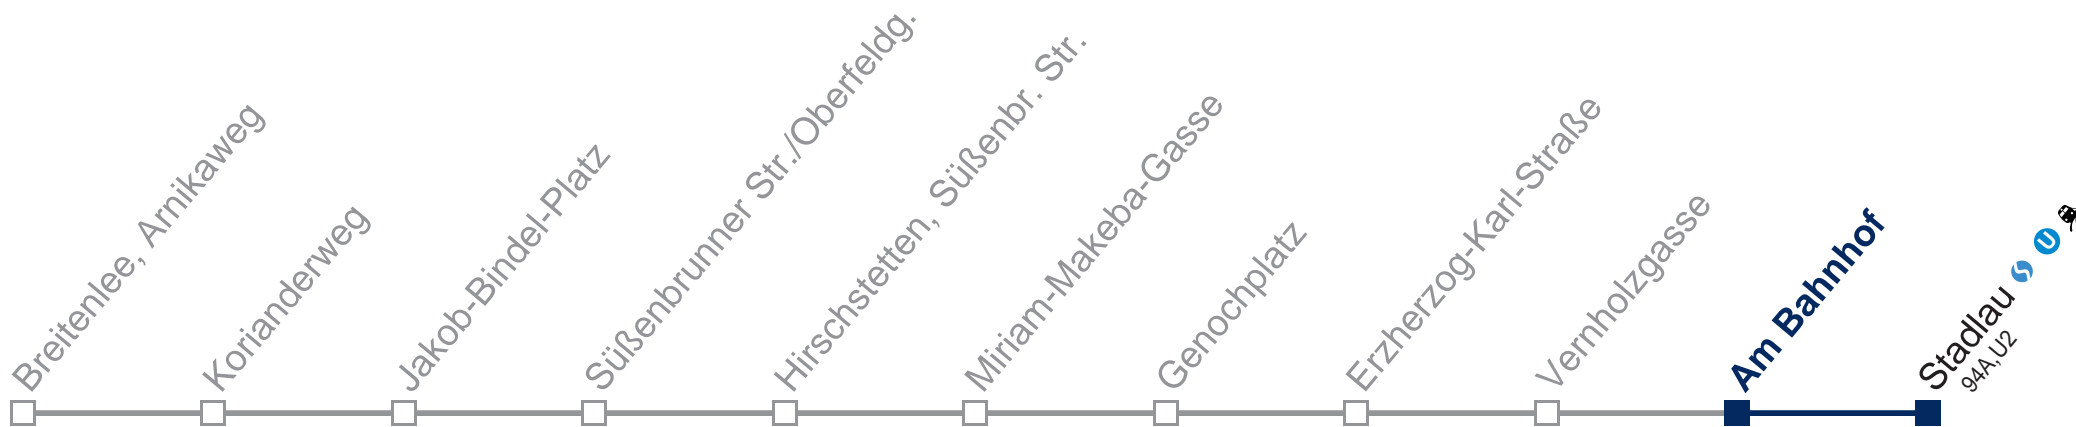 Breitenlee, Arnikaweg
Korianderweg
Jakob-Bindel-Platz
Süßenbrunner Str./Oberfeldg.
Hirschstetten, Süßenbr. Str.
Miriam-Makeba-Gasse
Genochplatz
Erzherzog-Karl-Straße
Vernholzgasse
Am Bahnhof
Stadlau S U
94A, U2